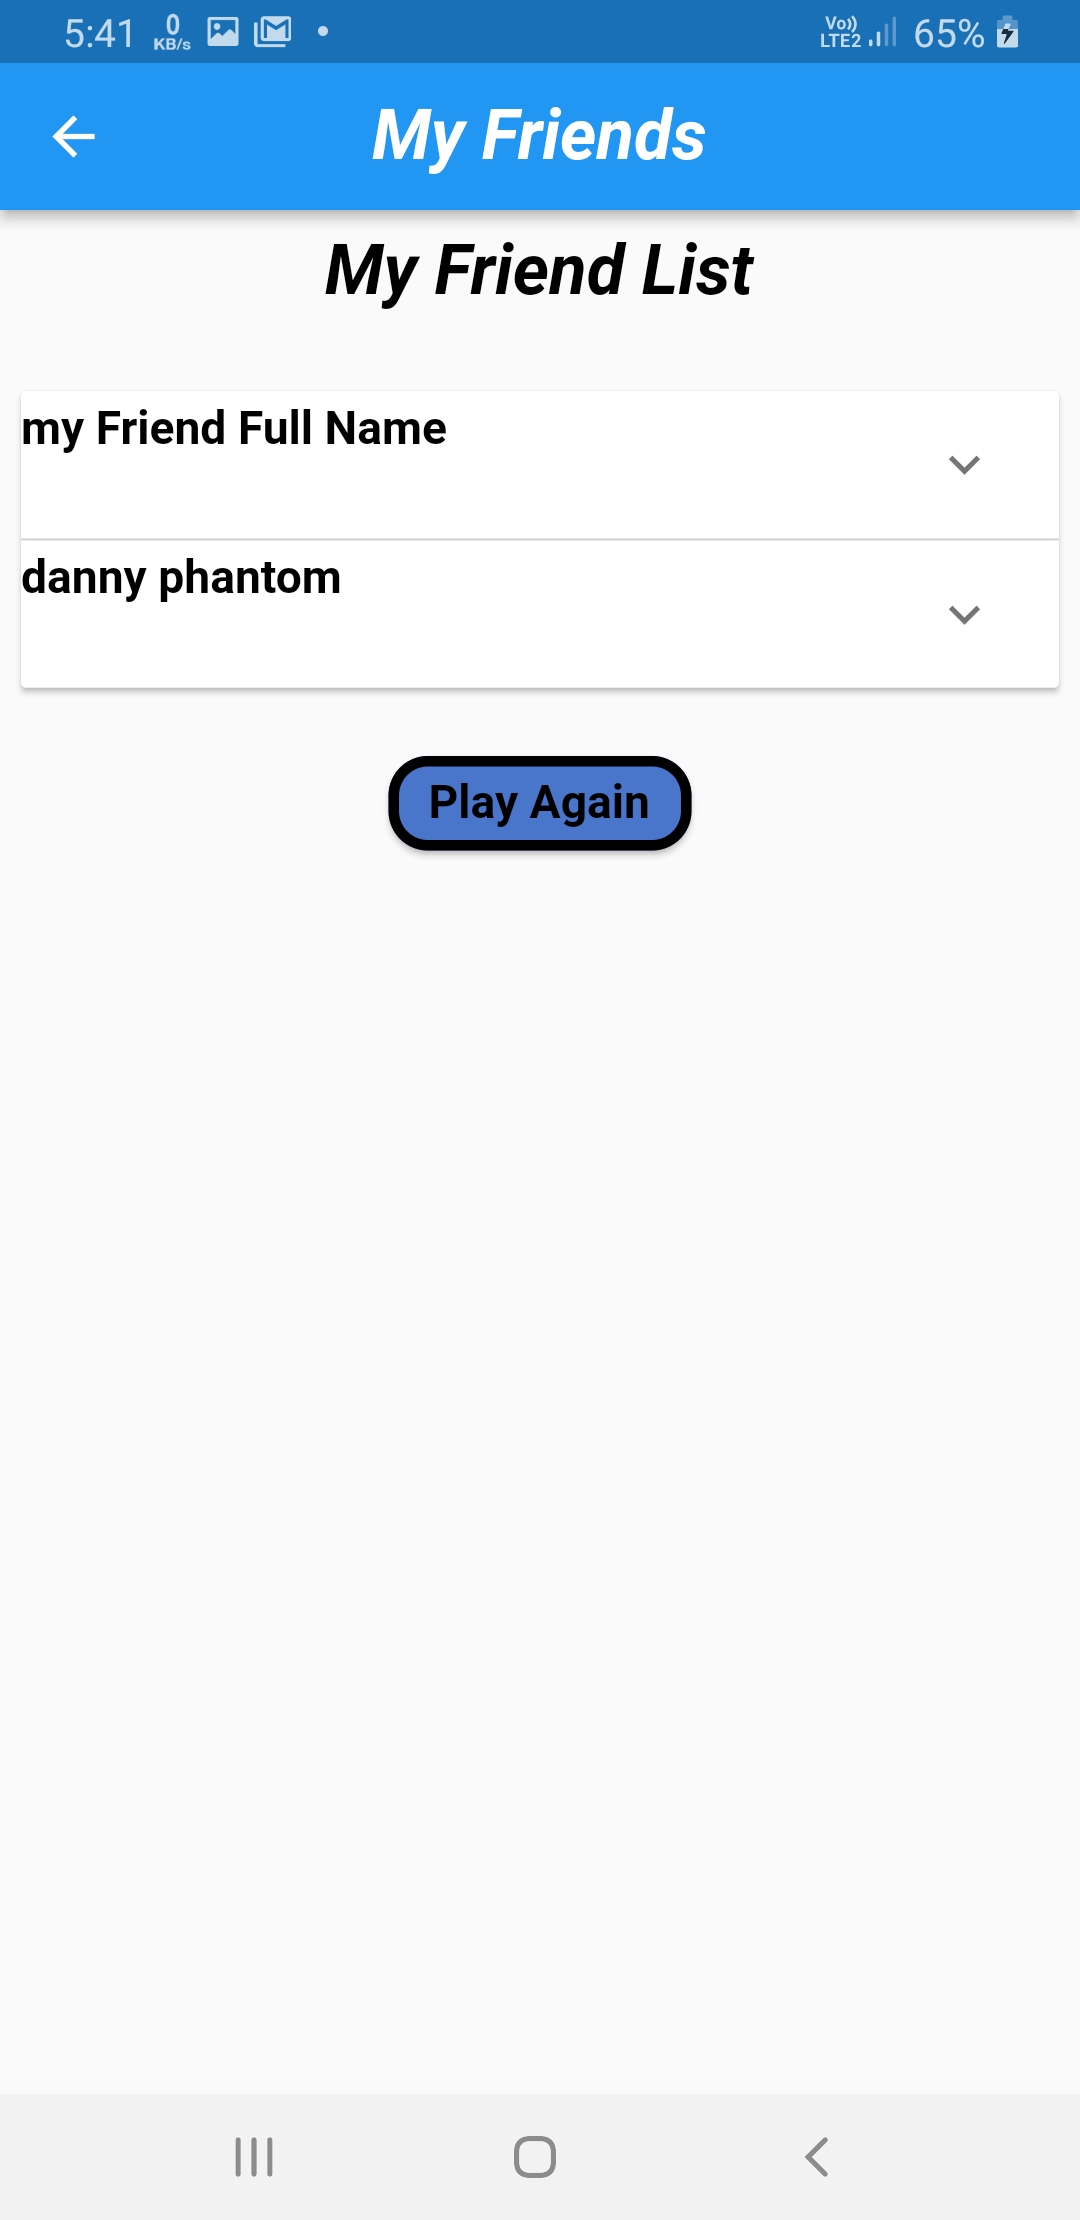 5:41 0 KB/s Vo)) LTE2 65%
My Friends
My Friend List
my Friend Full Name
danny phantom
Play Again